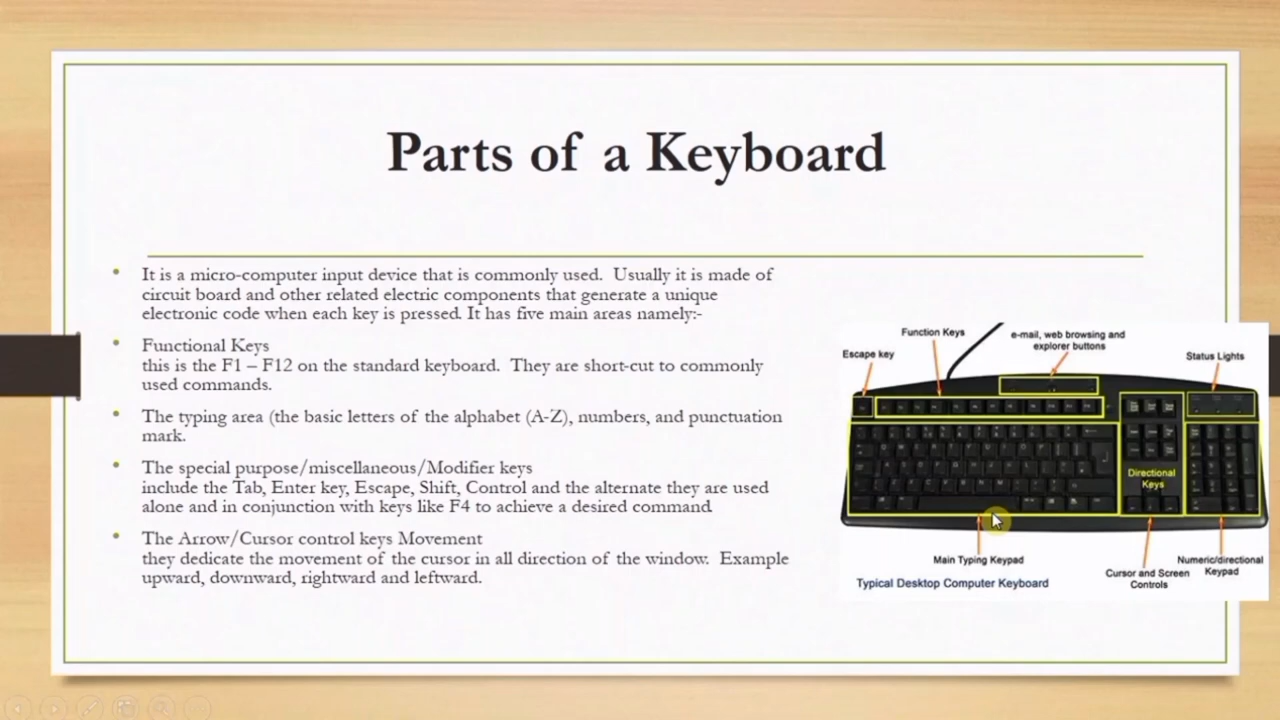 Parts of a Keyboard
• It is a micro-computer input device that is commonly used. Usually it is made of
circuit board and other related electric components that generate a unique
electronic code when each key is pressed. It has five main areas namely:-
• Functional Keys
this is the F1 – F12 on the standard keyboard. They are short-cut to commonly
used commands.
• The typing area (the basic letters of the alphabet (A-Z), numbers, and punctuation
mark.
• The special purpose/miscellaneous/Modifier keys
include the Tab, Enter key, Escape, Shift, Control and the alternate they are used
alone and in conjunction with keys like F4 to achieve a desired command
• The Arrow/Cursor control keys Movement
they dedicate the movement of the cursor in all direction of the window. Example
upward, downward, rightward and leftward.
Function Keys
e-mail, web browsing and
explorer buttons
Escape key
Status Lights
Directional
Keys
Main Typing Keypad
Cursor and Screen
Controls
Numeric/directional
Keypad
Typical Desktop Computer Keyboard